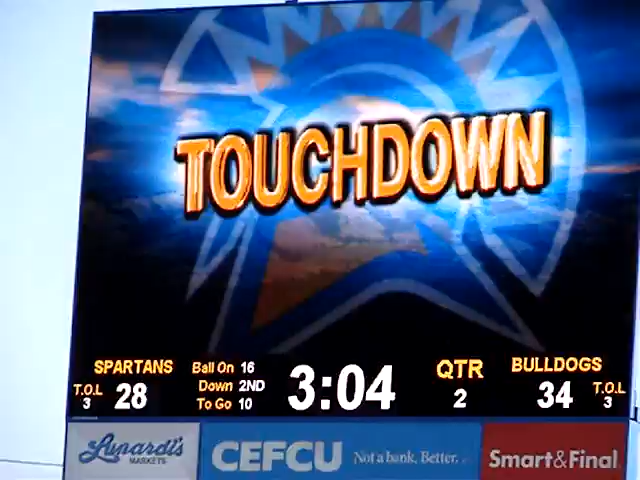 TOUCHDOWN
SPARTANS Ball On 16 QTR BULLDOGS
T.O.L 3 28 Down 2ND 3:04 2 34 T.O.L 3
To Go 10
Lunardi's MARKETS CEFCU Not a bank. Better. Smart&Final